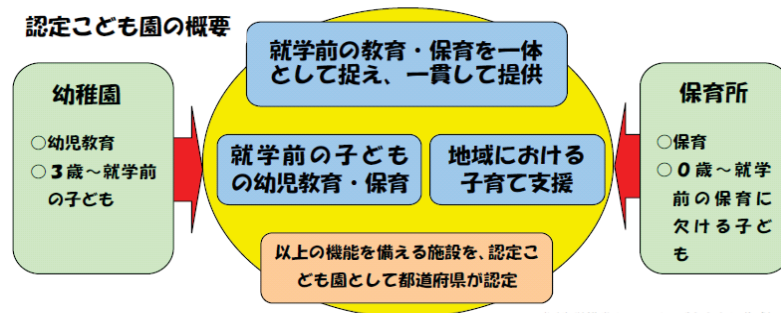 認定こども園の概要
就学前の教育・保育を一体
として捉え、一貫して提供
幼稚園
○幼児教育
○３歳～就学前
の子ども
就学前の子ども
の幼児教育・保育
地域における
子育て支援
保育所
○保育
○０歳～就学
前の保育に
欠ける子ど
も
以上の機能を備える施設を、認定こ
ども園として都道府県が認定